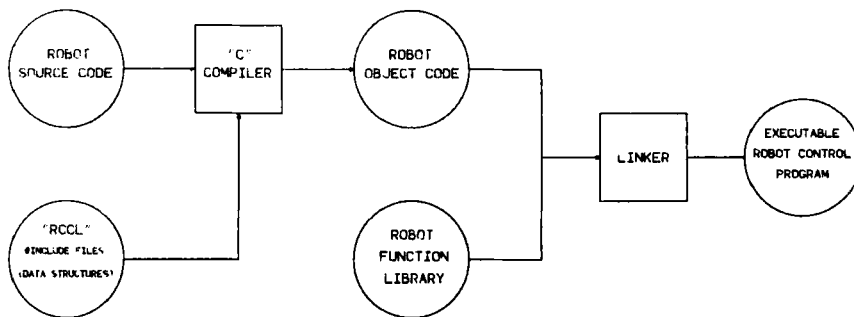 ROBOT
SOURCE CODE
"C"
COMPILER
ROBOT
OBJECT CODE
LINKER
EXECUTABLE
ROBOT CONTROL
PROGRAM
"RCCL"
#INCLUDE FILES
(DATA STRUCTURES)
ROBOT
FUNCTION
LIBRARY